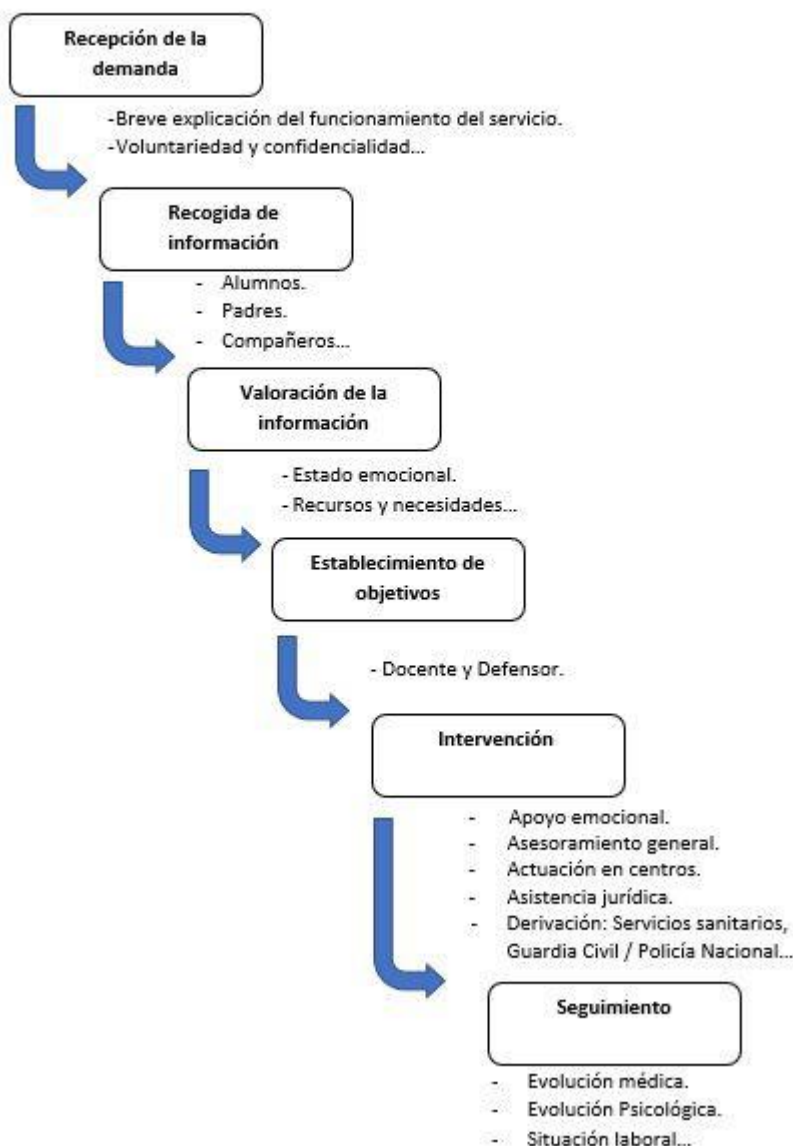 Recepción de la
demanda
-Breve explicación del funcionamiento del servicio.
-Voluntariedad y confidencialidad...
Recogida de
información
- Alumnos.
- Padres.
- Compañeros...
Valoración de la
información
- Estado emocional.
- Recursos y necesidades...
Establecimiento de
objetivos
- Docente y Defensor.
Intervención
- Apoyo emocional.
- Asesoramiento general.
- Actuación en centros.
- Asistencia jurídica.
- Derivación: Servicios sanitarios,
Guardia Civil / Policía Nacional...
Seguimiento
- Evolución médica.
- Evolución Psicológica.
- Situación laboral...